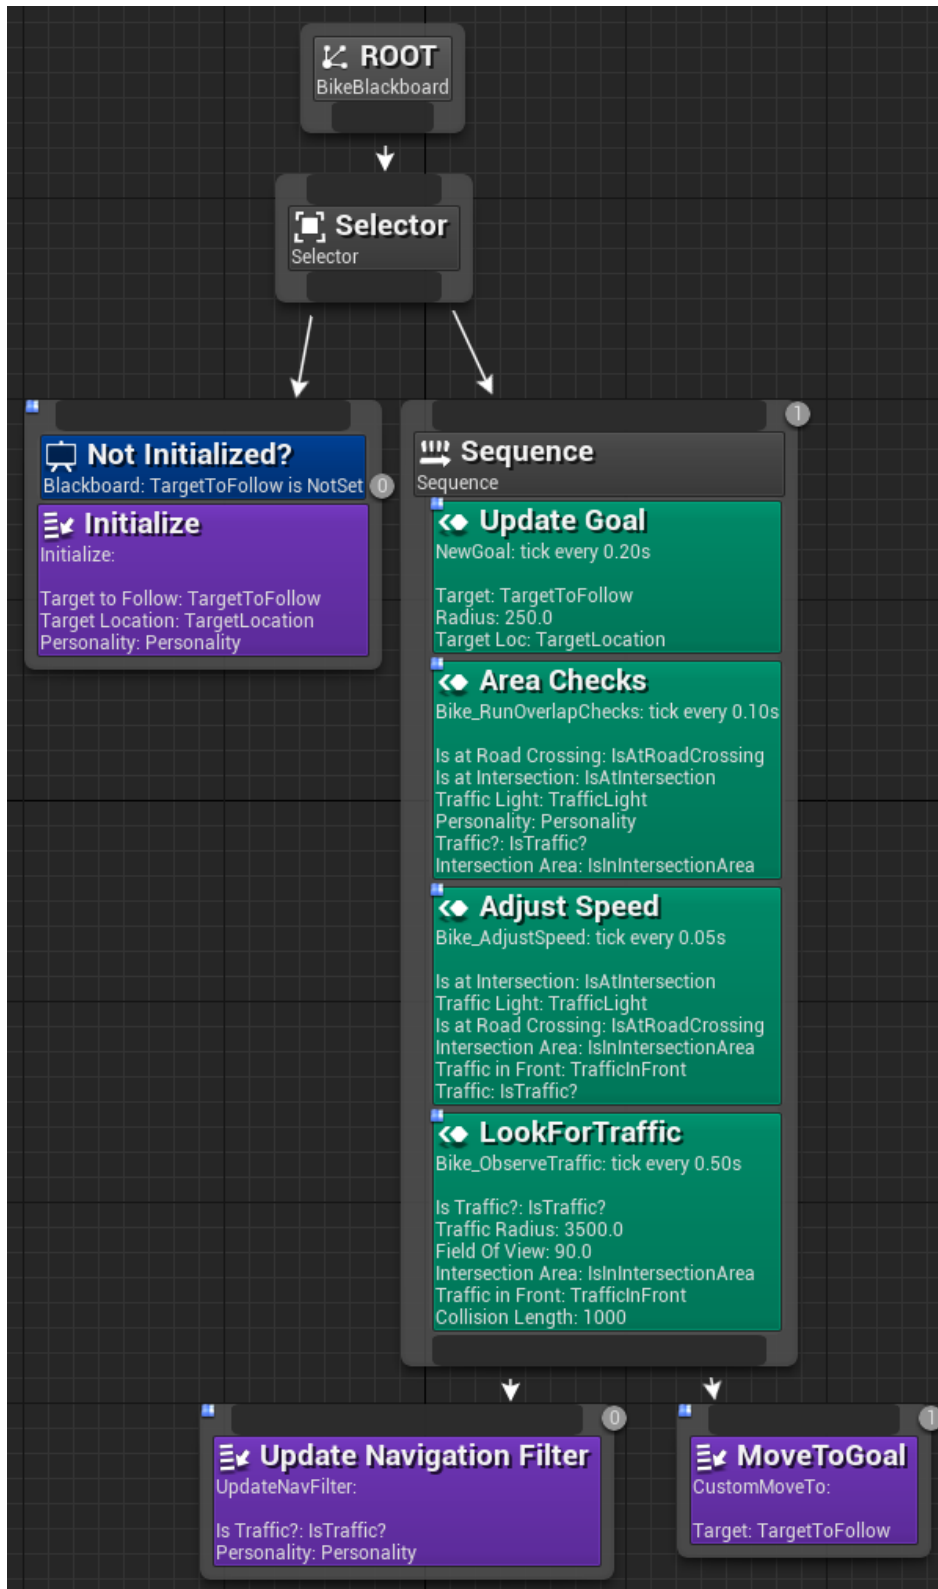 ROOT
BikeBlackboard
Selector
Selector
Not Initialized?
Blackboard: TargetToFollow is NotSet
0
Initialize
Initialize:
Target to Follow: TargetToFollow
Target Location: TargetLocation
Personality: Personality
1
Sequence
Sequence
Update Goal
NewGoal: tick every 0.20s
Target: TargetToFollow
Radius: 250.0
Target Loc: TargetLocation
Area Checks
Bike_RunOverlapChecks: tick every 0.10s
Is at Road Crossing: IsAtRoadCrossing
Is at Intersection: IsAtIntersection
Traffic Light: TrafficLight
Personality: Personality
Traffic?: IsTraffic?
Intersection Area: IsInIntersectionArea
Adjust Speed
Bike_AdjustSpeed: tick every 0.05s
Is at Intersection: IsAtIntersection
Traffic Light: TrafficLight
Is at Road Crossing: IsAtRoadCrossing
Intersection Area: IsInIntersectionArea
Traffic in Front: TrafficInFront
Traffic: IsTraffic?
LookForTraffic
Bike_ObserveTraffic: tick every 0.50s
Is Traffic?: IsTraffic?
Traffic Radius: 3500.0
Field Of View: 90.0
Intersection Area: IsInIntersectionArea
Traffic in Front: TrafficInFront
Collision Length: 1000
0
Update Navigation Filter
UpdateNavFilter:
Is Traffic?: IsTraffic?
Personality: Personality
1
MoveToGoal
CustomMoveTo:
Target: TargetToFollow